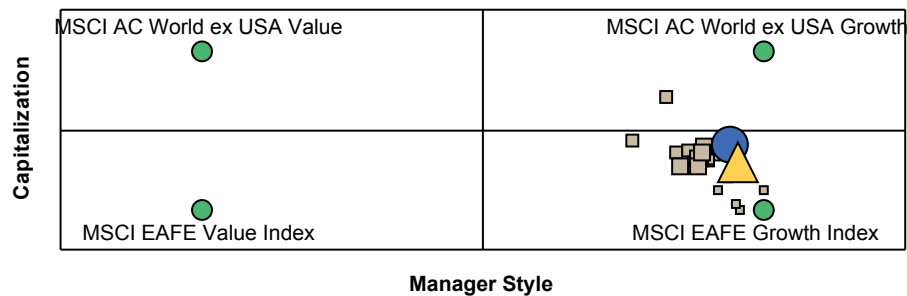 MSCI AC World ex USA Value
MSCI AC World ex USA Growth
Capitalization
MSCI EAFE Value Index
MSCI EAFE Growth Index
Manager Style